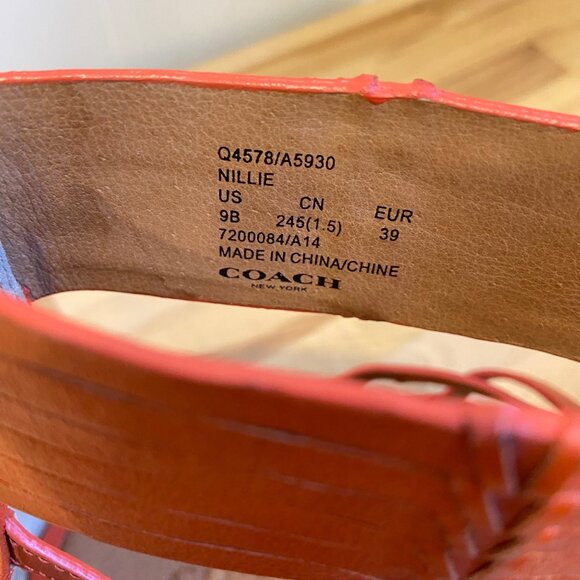 Q4578/A5930
NILLIE
US CN EUR
9B 245(1.5) 39
7200084/A14
MADE IN CHINA/CHINE
COACH
NEW YORK